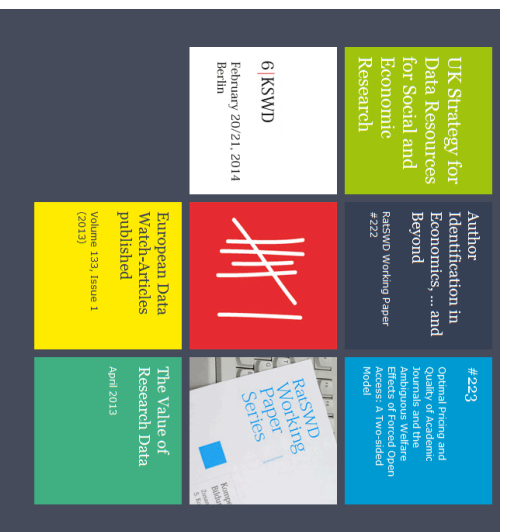 UK Strategy for
Data Resources
for Social and
Economic
Research
Author
Identification in
Economics, ... and
Beyond
RatSWD Working Paper
#222
#223
Optimal Pricing and
Quality of Academic
Journals and the
Ambiguous Welfare
Effects of Forced Open
Access: A Two-sided
Model
6|KSWD
February 20/21, 2014
Berlin
RatSWD
Working
Paper
Series
European Data
Watch-Articles
published
Volume 133, Issue 1
(2013)
The Value of
Research Data
April 2013